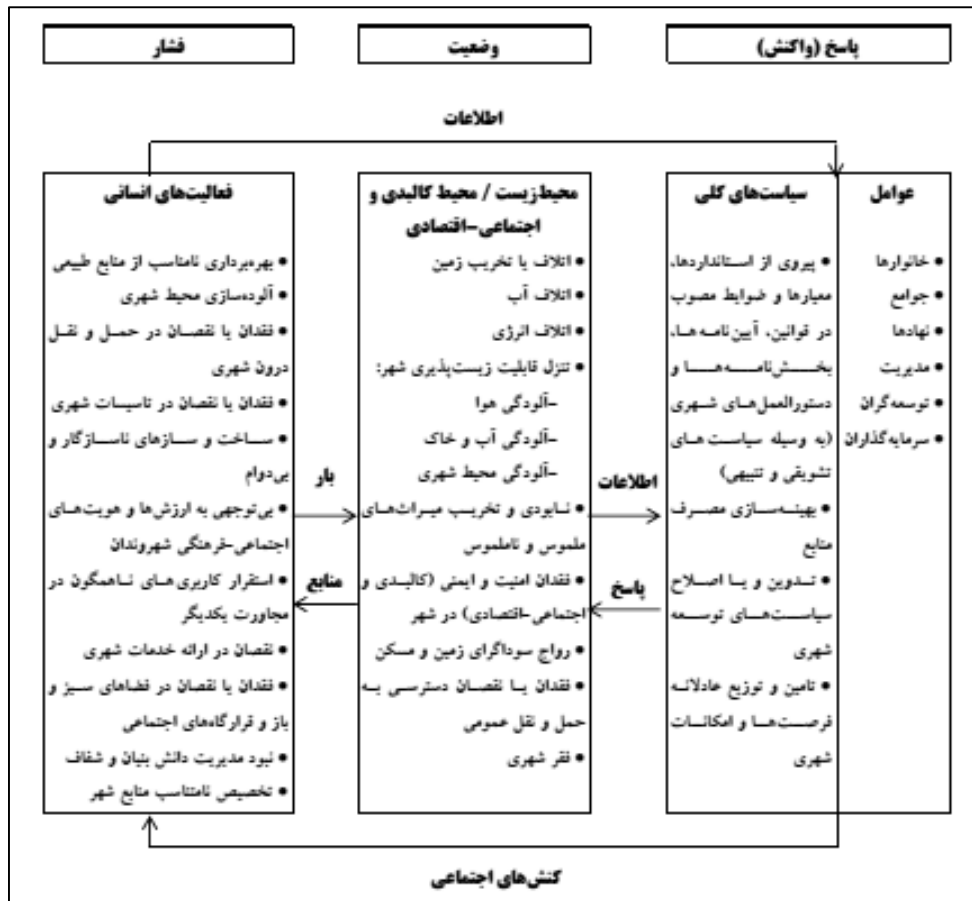 فشار
وضعیت
پاسخ (واکنش)
اطلاعات
فعالیت‌های انسانی
• بهره‌برداری نامناسب از منابع طبیعی
• آلوده‌سازی محیط شهری
• فقدان یا نقصان در حمل و نقل
درون شهری
• فقدان یا نقصان در تاسیسات شهری
• ساخت و سازهای ناسازگار و
بی‌دوام
• بی‌توجهی به ارزش‌ها و هویت‌های
اجتماعی-فرهنگی شهروندان
• استقرار کاربری‌های ناهمگون در
مجاورت یکدیگر
• نقصان در ارائه خدمات شهری
• فقدان یا نقصان در فضاهای سبز و
باز و قرارگاه‌های اجتماعی
• نبود مدیریت دانش بنیان و شفاف
• تخصیص نامتناسب منابع شهر
بار
منابع
محیط‌زیست / محیط کالبدی و
اجتماعی-اقتصادی
• اتلاف یا تخریب زمین
• اتلاف آب
• اتلاف انرژی
• تنزل قابلیت زیست‌پذیری شهر:
-آلودگی هوا
-آلودگی آب و خاک
-آلودگی محیط شهری
• نابودی و تخریب میراث‌های
ملموس و ناملموس
• فقدان امنیت و ایمنی (کالبدی و
اجتماعی-اقتصادی) در شهر
• رواج سوداگرای زمین و مسکن
• فقدان یا نقصان دسترسی به
حمل و نقل عمومی
• فقر شهری
اطلاعات
پاسخ
سیاست‌های کلی
• پیروی از استانداردها،
معیارها و ضوابط مصوب
در قوانین، آیین‌نامه‌ها،
بخش‌نامه‌ها و
دستورالعمل‌های شهری
(به وسیله سیاست‌های
تشویقی و تنبیهی)
• بهینه‌سازی مصرف
منابع
• تدوین و یا اصلاح
سیاست‌های توسعه
شهری
• تامین و توزیع عادلانه
فرصت‌ها و امکانات
شهری
عوامل
• خانوارها
• جوامع
• نهادها
• مدیریت
• توسعه‌گران
• سرمایه‌گذاران
کنش‌های اجتماعی